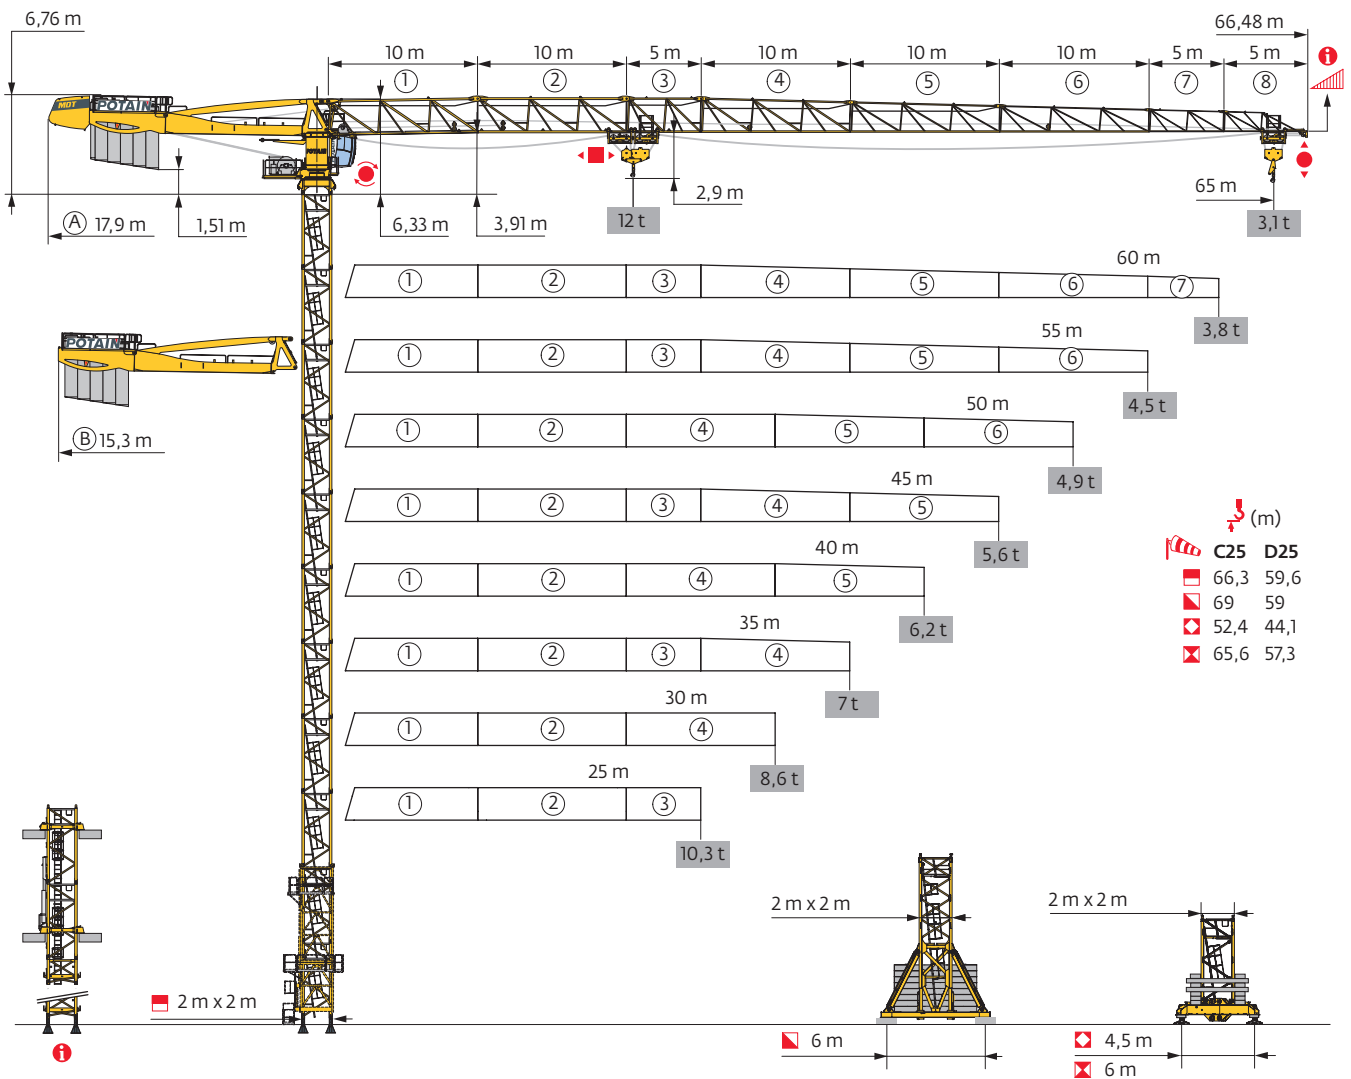 6,76 m
66,48 m
10 m 10 m 5 m 10 m 10 m 10 m 5 m 5 m
1 2 3 4 5 6 7 8
i
MDT POTAIN
POTAIN
A 17,9 m
1,51 m
6,33 m
3,91 m
2,9 m
12 t
65 m
3,1 t
60 m
1 2 3 4 5 6 7
3,8 t
POTAIN
B 15,3 m
55 m
1 2 3 4 5 6
4,5 t
50 m
1 2 4 5 6
4,9 t
45 m
1 2 3 4 5
5,6 t
40 m
1 2 4 5
6,2 t
35 m
1 2 3 4
7 t
30 m
1 2 4
8,6 t
25 m
1 2 3
10,3 t
(m)
C25 D25
66,3 59,6
69 59
52,4 44,1
65,6 57,3
2 m x 2 m
2 m x 2 m
2 m x 2 m
6 m
4,5 m
6 m
i